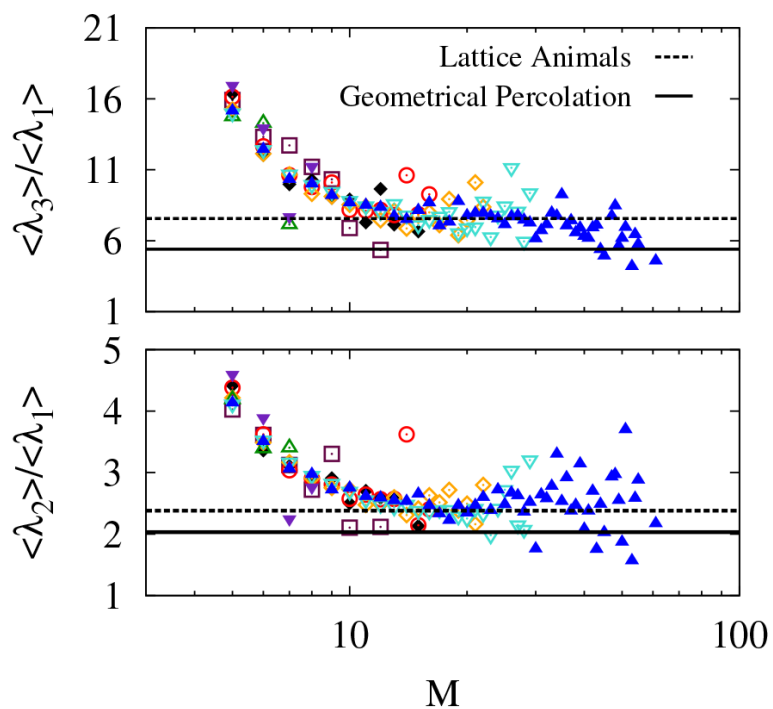 21
16
11
6
1
<λ3>/<λ1>
Lattice Animals
Geometrical Percolation
5
4
3
2
1
<λ2>/<λ1>
10
100
M